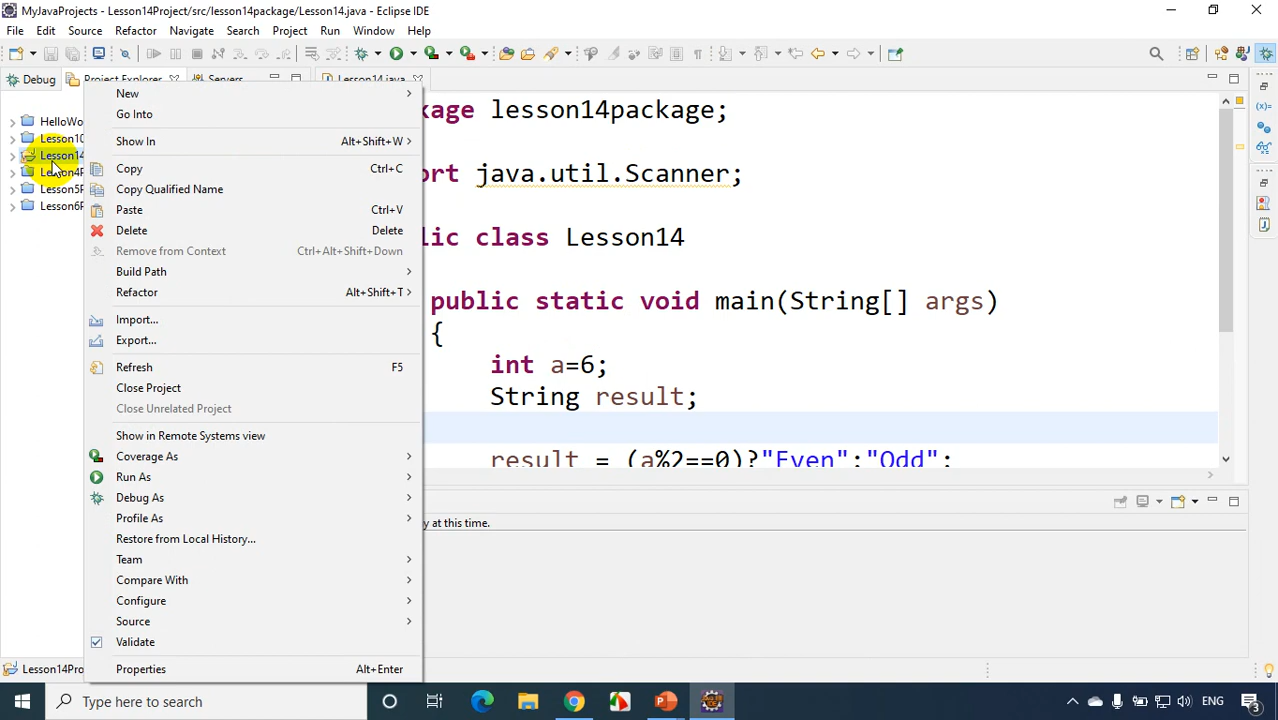 MyJavaProjects - Lesson14Project/src/lesson14package/Lesson14.java - Eclipse IDE
File Edit Source Refactor Navigate Search Project Run Window Help
Debug Project Explorer Servers Lesson14.java
HelloWo
Lesson10
Lesson14
Lesson4P
Lesson5P
Lesson6P
New
Go Into
Show In Alt+Shift+W
Copy Ctrl+C
Copy Qualified Name
Paste Ctrl+V
Delete Delete
Remove from Context Ctrl+Alt+Shift+Down
Build Path
Refactor Alt+Shift+T
Import...
Export...
Refresh F5
Close Project
Close Unrelated Project
Show in Remote Systems view
Coverage As
Run As
Debug As
Profile As
Restore from Local History...
Team
Compare With
Configure
Source
Validate
Properties Alt+Enter
kage lesson14package;
ort java.util.Scanner;
lic class Lesson14
public static void main(String[] args)
{
int a=6;
String result;
result = (a%2==0)?"Even":"Odd";
y at this time.
Lesson14Pro
Type here to search
ENG
3